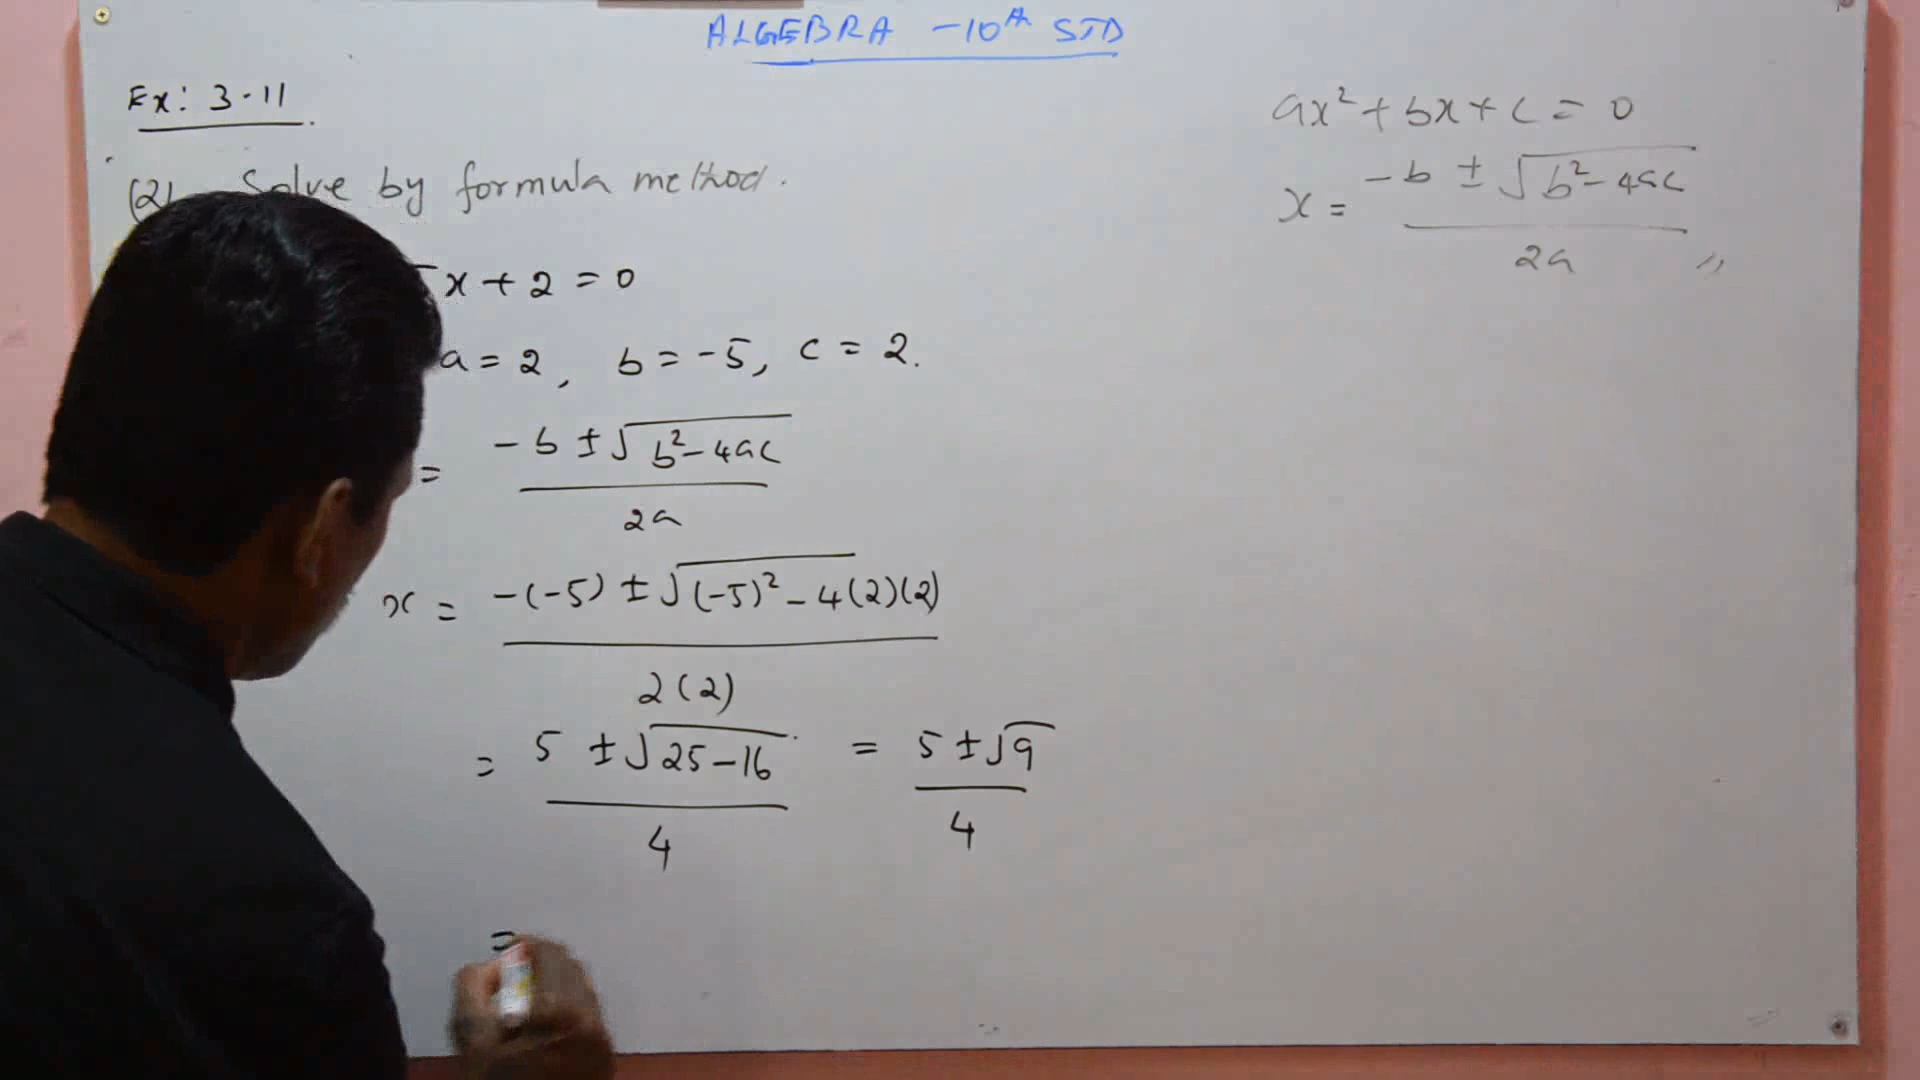 ALGEBRA - 10th STD
Ex: 3.11
(2) Solve by formula method.
x + 2 = 0
a = 2, b = -5, c = 2.
= -b ± √(b² - 4ac)
2a
x = -(-5) ± √((-5)² - 4(2)(2))
2(2)
= 5 ± √(25-16) = 5 ± √9
4 4
=
ax² + bx + c = 0
x = -b ± √(b² - 4ac)
2a